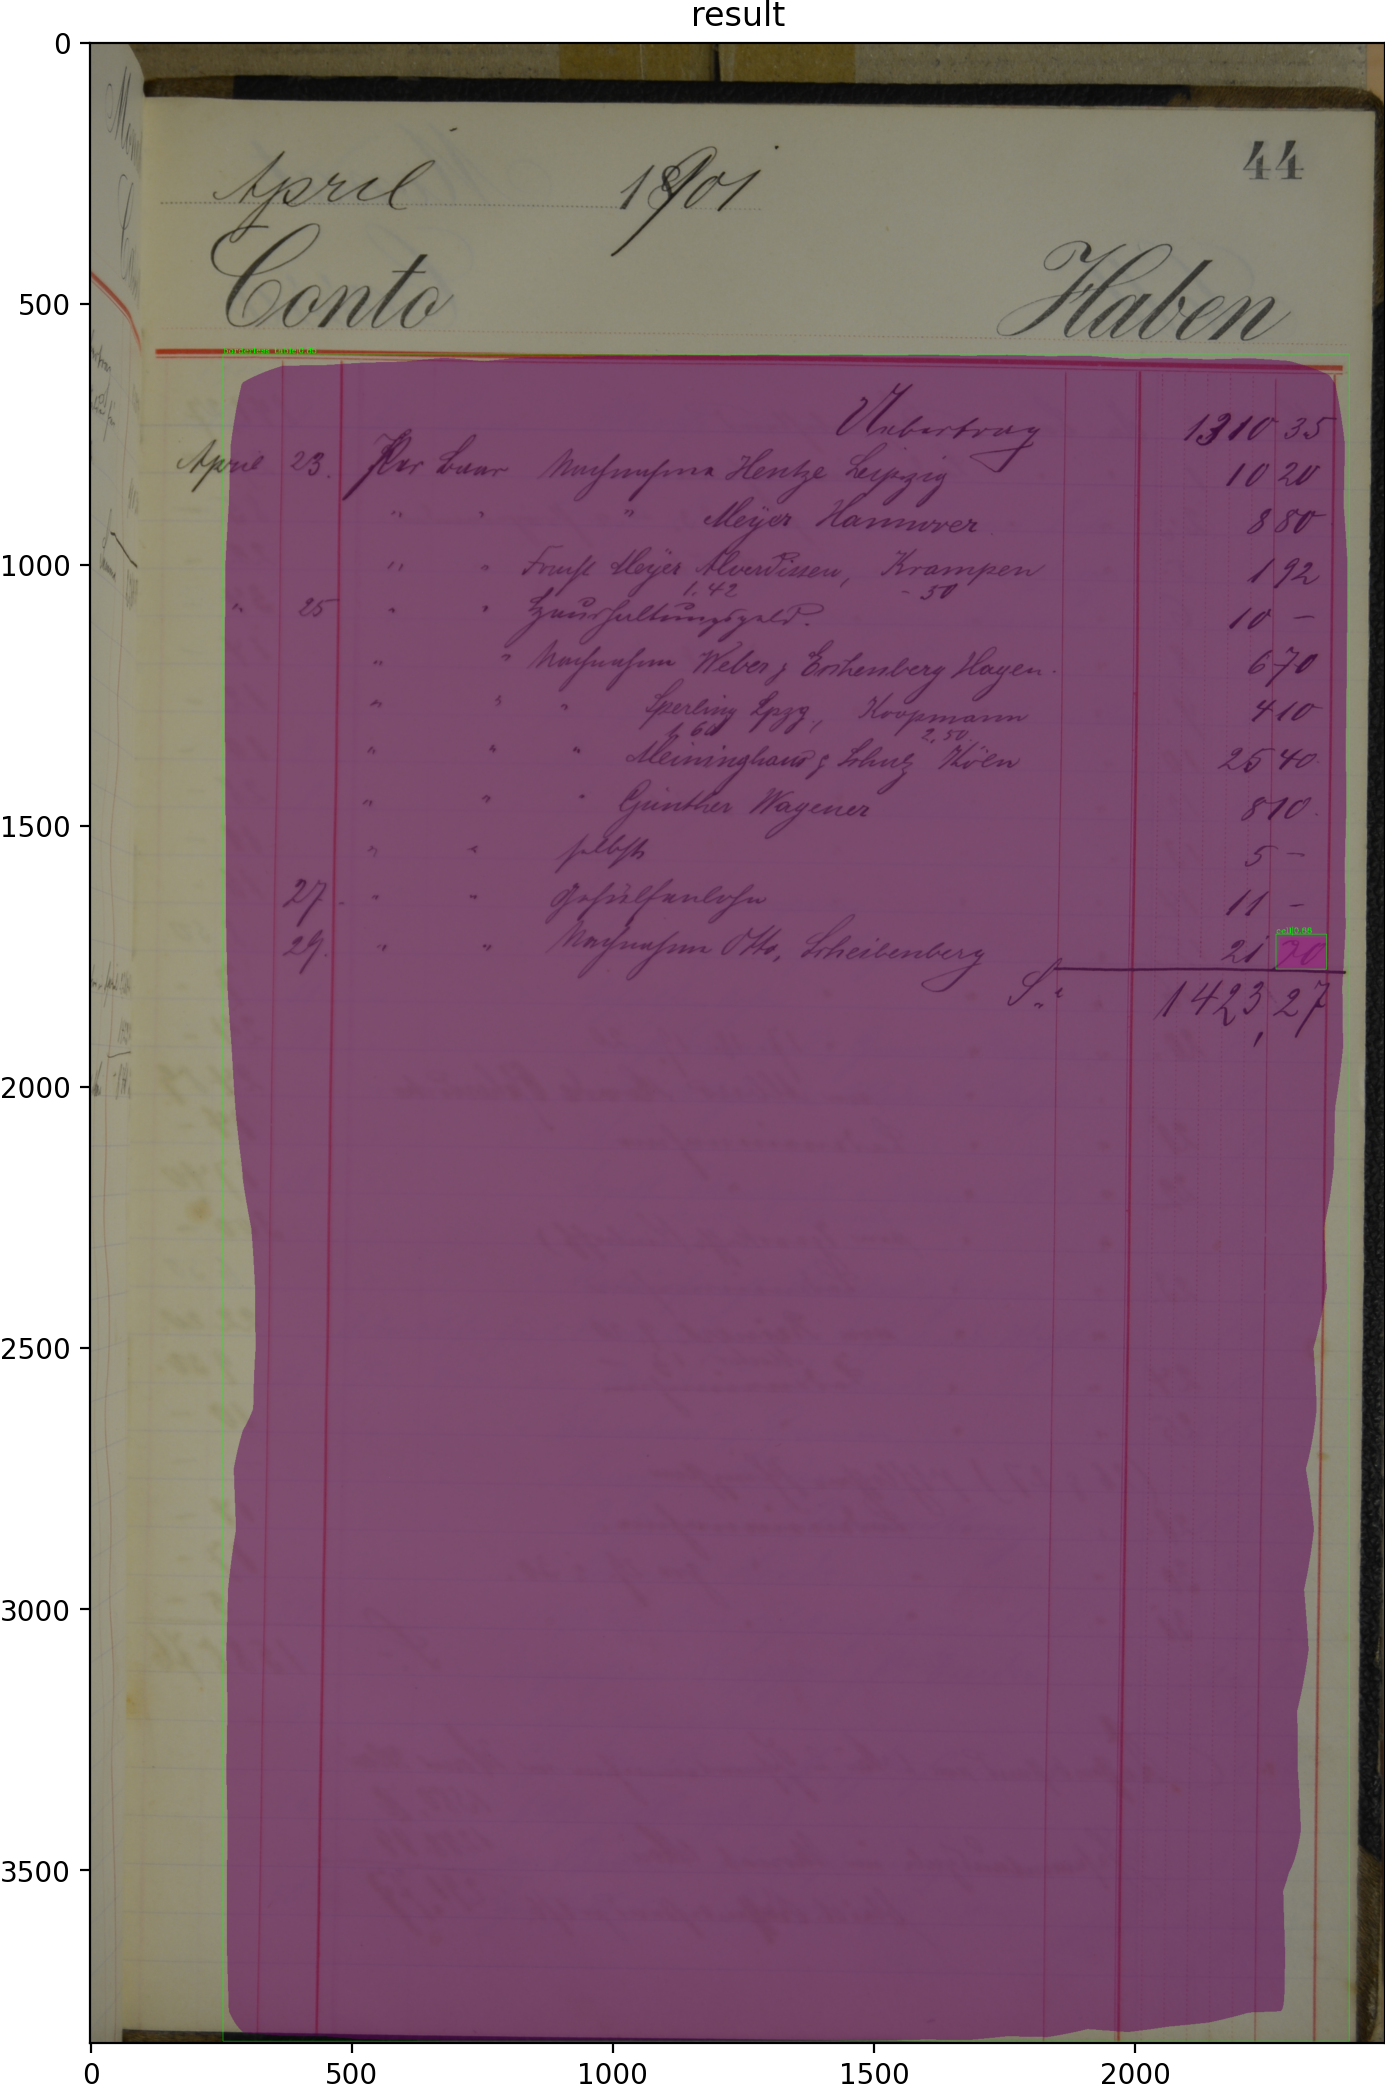 result
44
April 1901
Conto Haben
Uebertrag 1310 35
April 23. Per baar Nachnahme Hentze Leipzig 10 20
" " " Meyer Hannover 8 80
" " Fracht Meyer Alverdissen, Krampen 1 92
1,42 -50
" 25 " " Haushaltungsgeld. 10 —
" " Nachnahme Weber & Hagen. 6 70
" " " Sperling Lpzg, Koopmann 4 10
1,60 2,50
" " " Meininghaus & Schulz Köln 25 40
" " " Günther Wagener 8 10
" " selbst 5 —
27. " " Gehülfenlohn 11 —
cell0.66
29. " " Nachnahme Otto, Scheibenberg 21 70
1423,27
0
500
1000
1500
2000
2500
3000
3500
0 500 1000 1500 2000